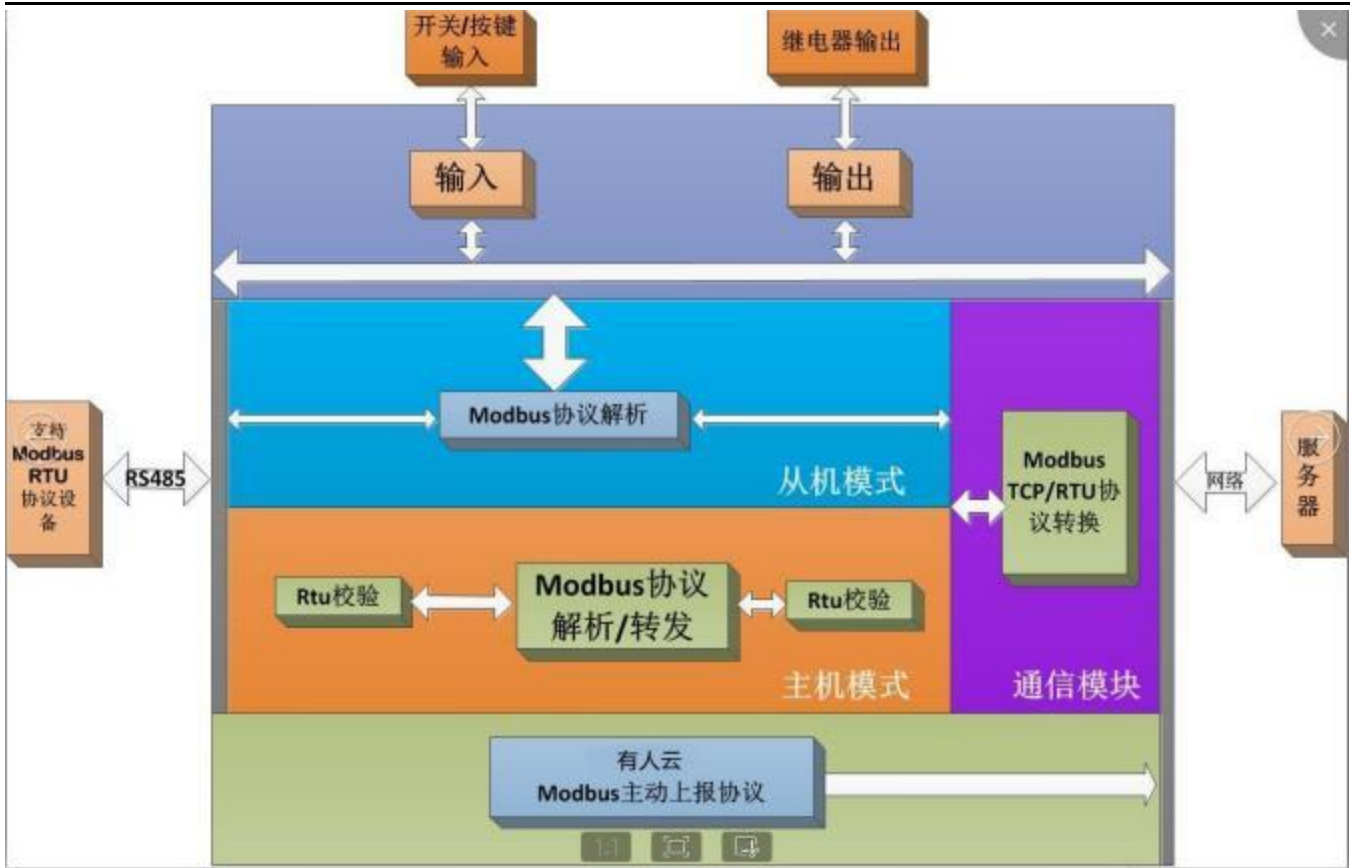 开关/按键
输入
继电器输出
输入
输出
Modbus协议解析
从机模式
支持
Modbus
RTU
协议设
备
RS485
Modbus
TCP/RTU协
议转换
网络
服
务
器
Rtu校验
Modbus协议
解析/转发
Rtu校验
主机模式
通信模块
有人云
Modbus主动上报协议
1:1